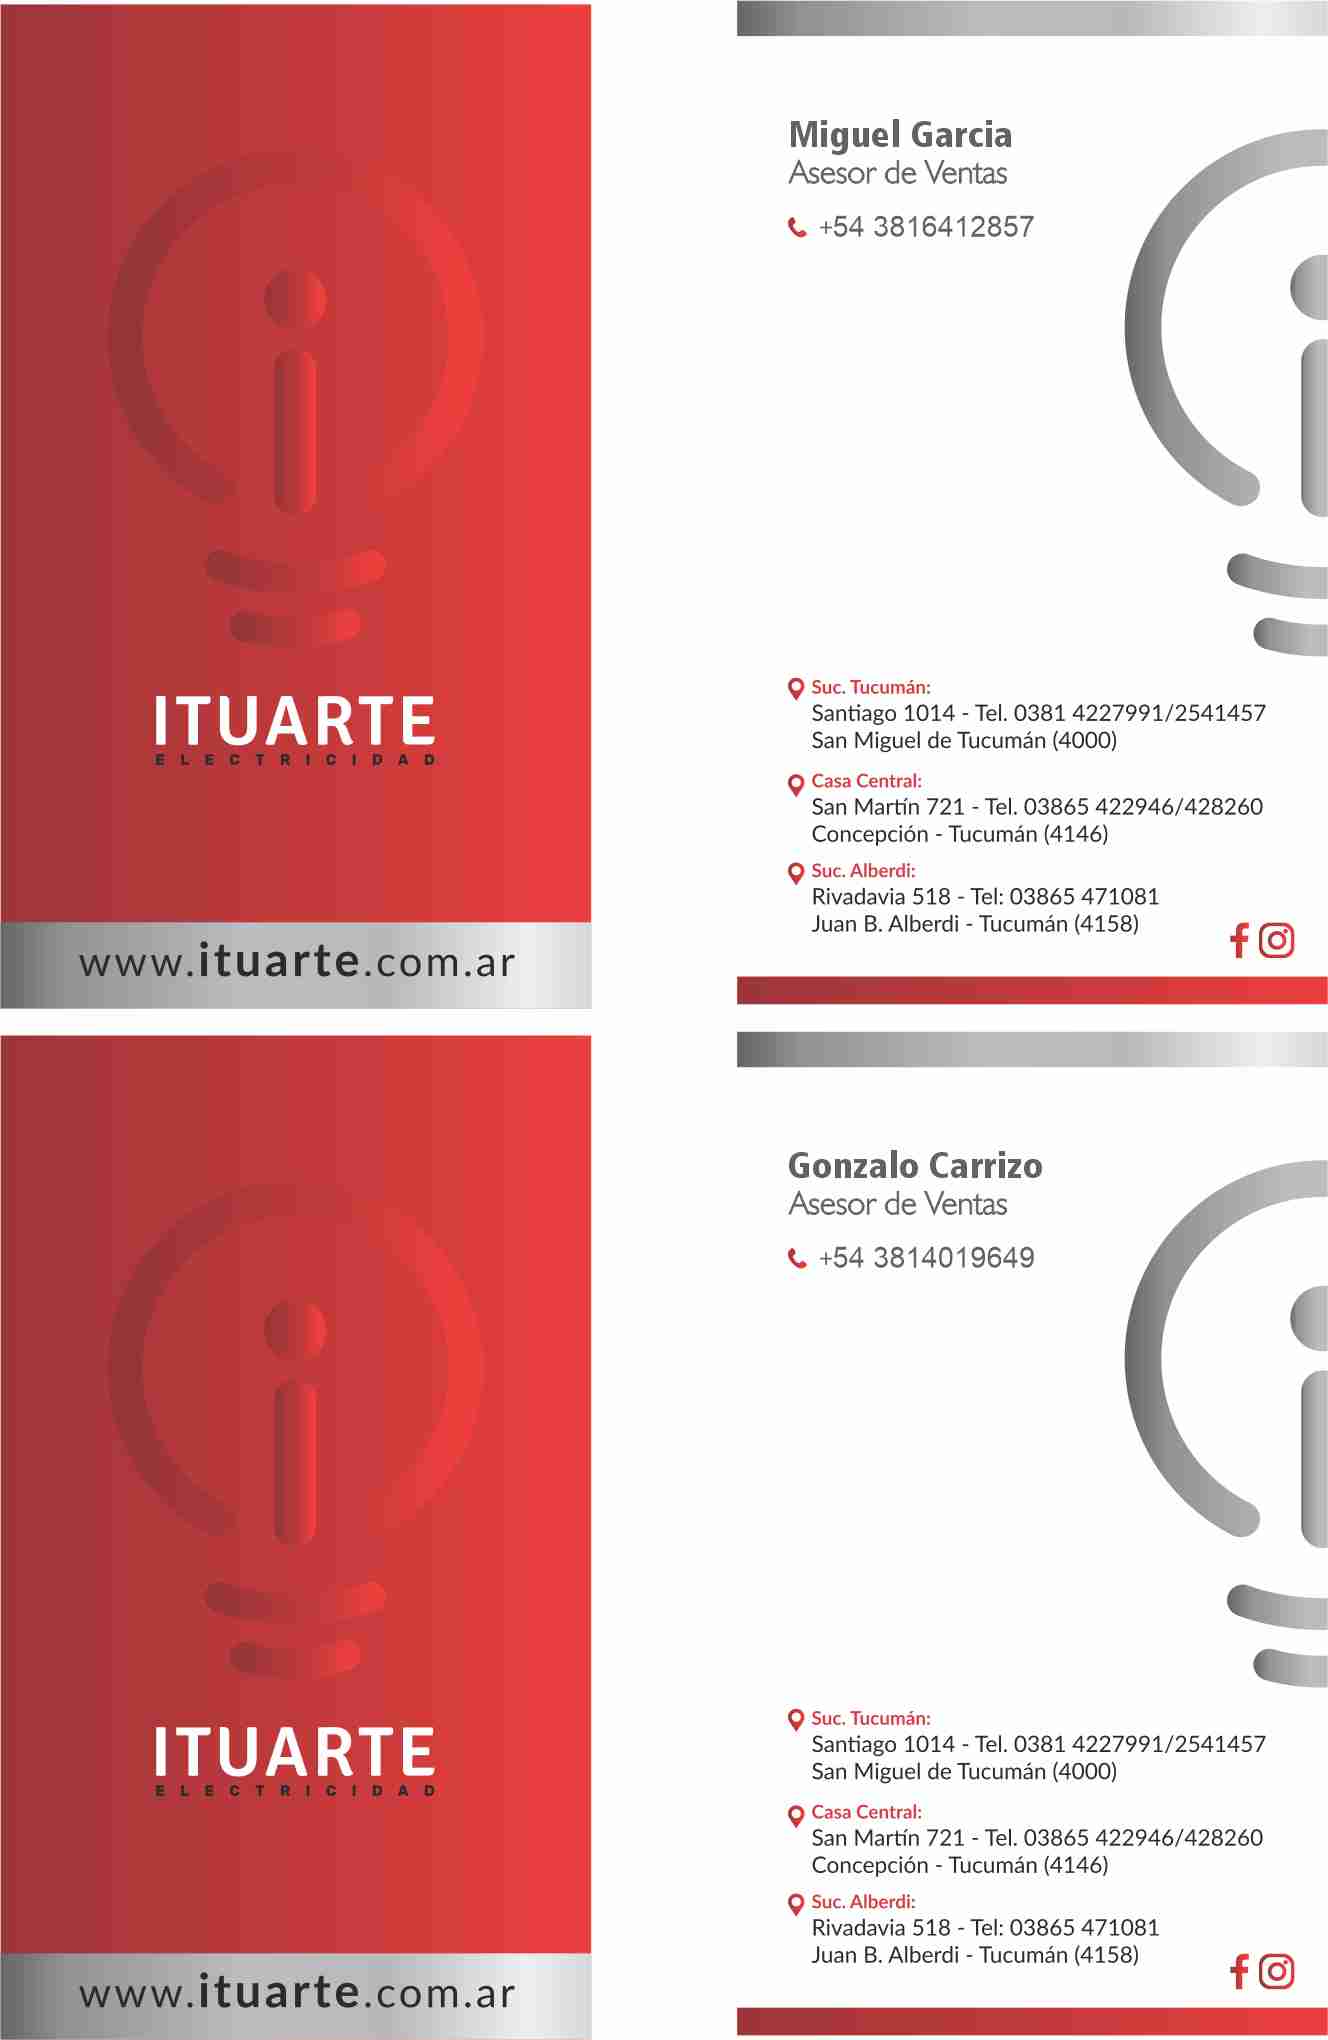 ITUARTE
ELECTRICIDAD
www.ituarte.com.ar
Miguel Garcia
Asesor de Ventas
+54 3816412857
Suc. Tucumán:
Santiago 1014 - Tel. 0381 4227991/2541457
San Miguel de Tucumán (4000)
Casa Central:
San Martín 721 - Tel. 03865 422946/428260
Concepción - Tucumán (4146)
Suc. Alberdi:
Rivadavia 518 - Tel: 03865 471081
Juan B. Alberdi - Tucumán (4158)
ITUARTE
ELECTRICIDAD
www.ituarte.com.ar
Gonzalo Carrizo
Asesor de Ventas
+54 3814019649
Suc. Tucumán:
Santiago 1014 - Tel. 0381 4227991/2541457
San Miguel de Tucumán (4000)
Casa Central:
San Martín 721 - Tel. 03865 422946/428260
Concepción - Tucumán (4146)
Suc. Alberdi:
Rivadavia 518 - Tel: 03865 471081
Juan B. Alberdi - Tucumán (4158)